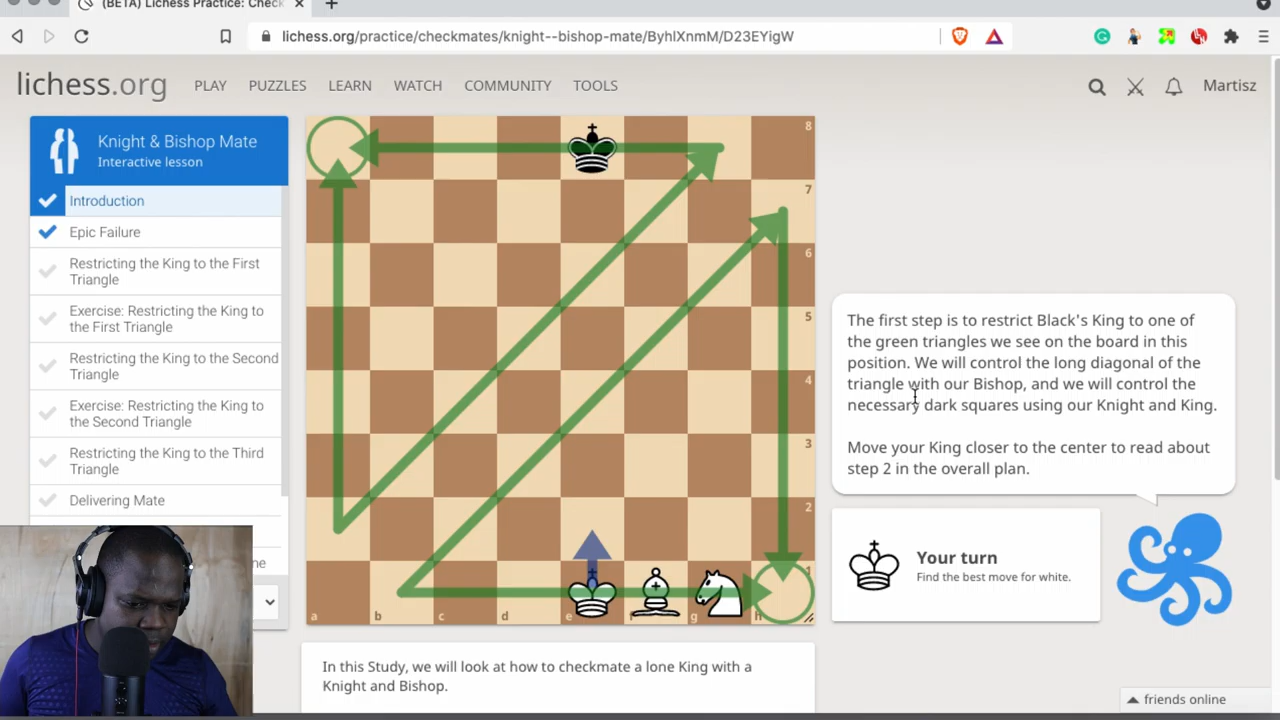 (BETA) Lichess Practice: Chec
lichess.org/practice/checkmates/knight--bishop-mate/ByhlXnmM/D23EYigW
lichess.org
PLAY PUZZLES LEARN WATCH COMMUNITY TOOLS
Martisz
Knight & Bishop Mate
Interactive lesson
Introduction
Epic Failure
Restricting the King to the First
Triangle
Exercise: Restricting the King to
the First Triangle
Restricting the King to the Second
Triangle
Exercise: Restricting the King to
the Second Triangle
Restricting the King to the Third
Triangle
Delivering Mate
8
7
6
5
4
3
2
1
a b c d e f g h
The first step is to restrict Black's King to one of
the green triangles we see on the board in this
position. We will control the long diagonal of the
triangle with our Bishop, and we will control the
necessary dark squares using our Knight and King.
Move your King closer to the center to read about
step 2 in the overall plan.
Your turn
Find the best move for white.
In this Study, we will look at how to checkmate a lone King with a
Knight and Bishop.
friends online